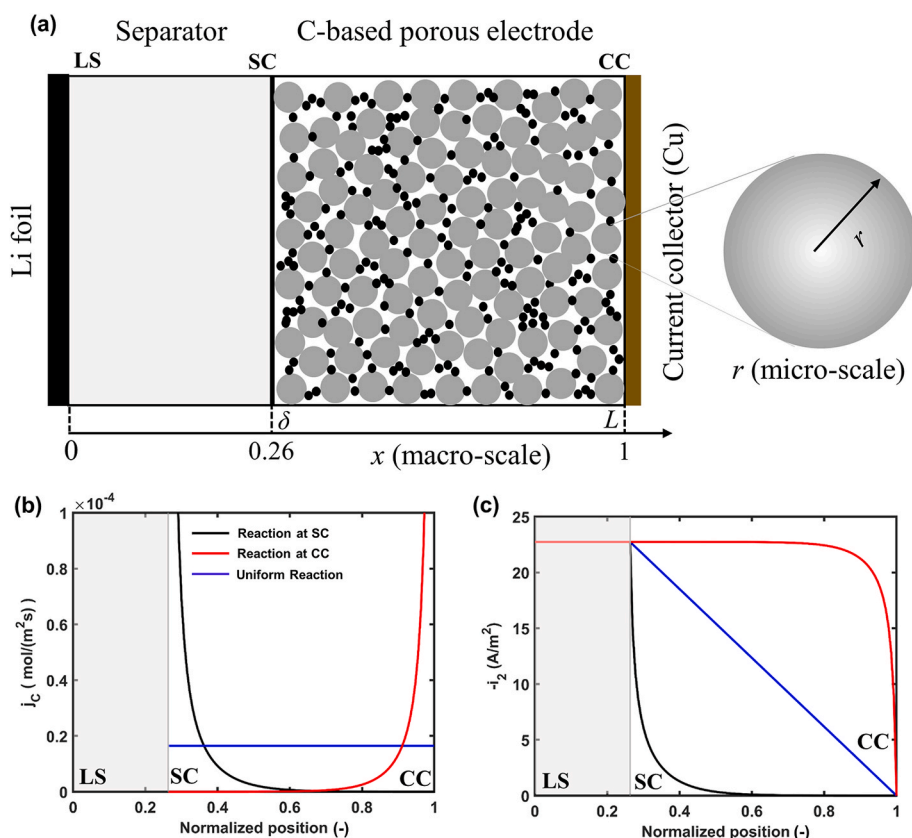 (a)
Separator
C-based porous electrode
LS
SC
CC
Li foil
Current collector (Cu)
r
r (micro-scale)
δ
L
0
0.26
x (macro-scale)
1
(b)
×10⁻⁴
1
0.8
0.6
0.4
0.2
0
j_C ( mol/(m²s)
Reaction at SC
Reaction at CC
Uniform Reaction
LS
SC
CC
0
0.2
0.4
0.6
0.8
1
Normalized position (-)
(c)
25
20
15
10
5
0
-i₂ (A/m²)
CC
LS
SC
0
0.2
0.4
0.6
0.8
1
Normalized position (-)